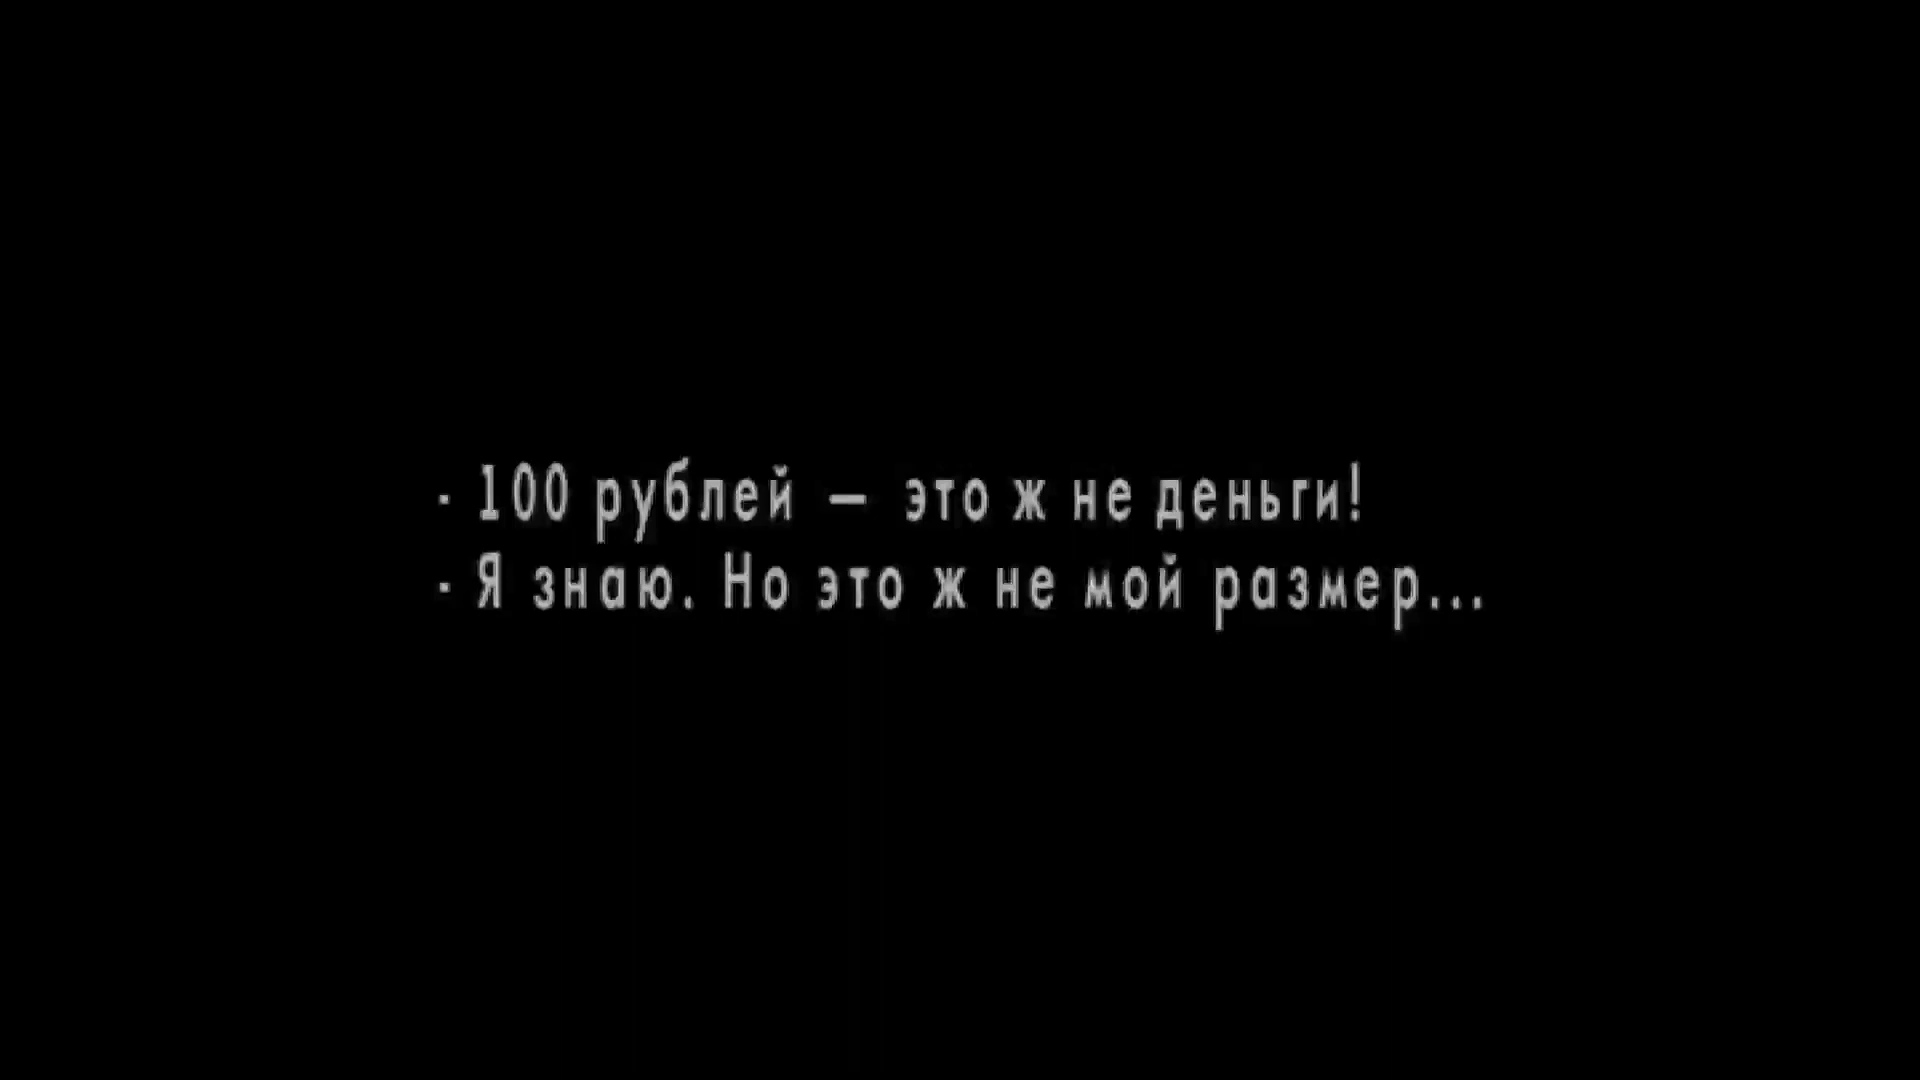 - 100 рублей — это ж не деньги!
- Я знаю. Но это ж не мой размер...